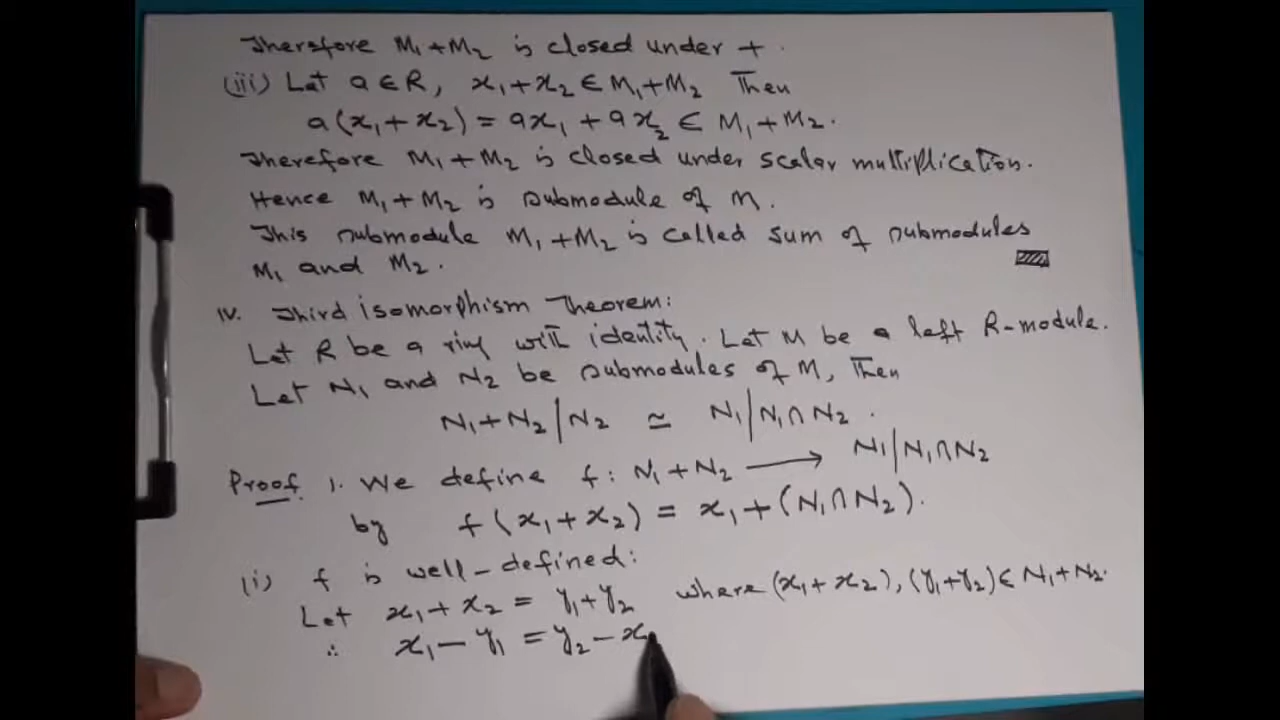 Therefore M₁+M₂ is closed under +.
(iii) Let a ∈ R, x₁+x₂ ∈ M₁+M₂ Then
a(x₁+x₂) = ax₁ + ax₂ ∈ M₁+M₂.
Therefore M₁+M₂ is closed under scalar multiplication.
Hence M₁+M₂ is submodule of M.
This submodule M₁+M₂ is called sum of submodules
M₁ and M₂.
IV. Third isomorphism Theorem:
Let R be a ring with identity. Let M be a left R-module.
Let N₁ and N₂ be submodules of M, Then
N₁+N₂|N₂ ≃ N₁|N₁∩N₂.
Proof 1. We define f: N₁+N₂ ⟶ N₁|N₁∩N₂
by f(x₁+x₂) = x₁+(N₁∩N₂).
(i) f is well-defined:
Let x₁+x₂ = y₁+y₂ where (x₁+x₂), (y₁+y₂) ∈ N₁+N₂.
∴ x₁-y₁ = y₂-x